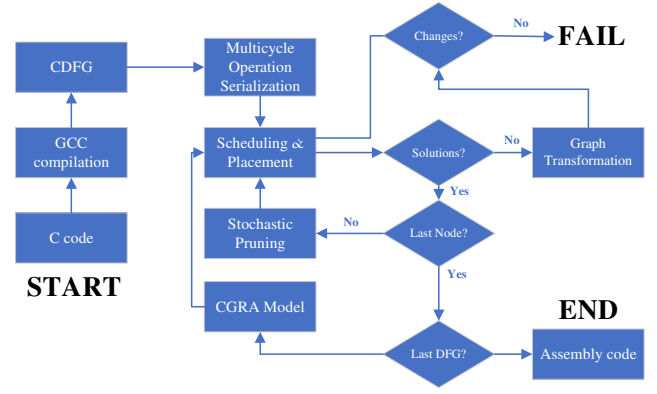 CDFG
Multicycle
Operation
Serialization
Changes?
No
FAIL
GCC
compilation
Scheduling &
Placement
Solutions?
No
Graph
Transformation
Yes
C code
Stochastic
Pruning
No
Last Node?
START
Yes
CGRA Model
END
Last DFG?
Assembly code